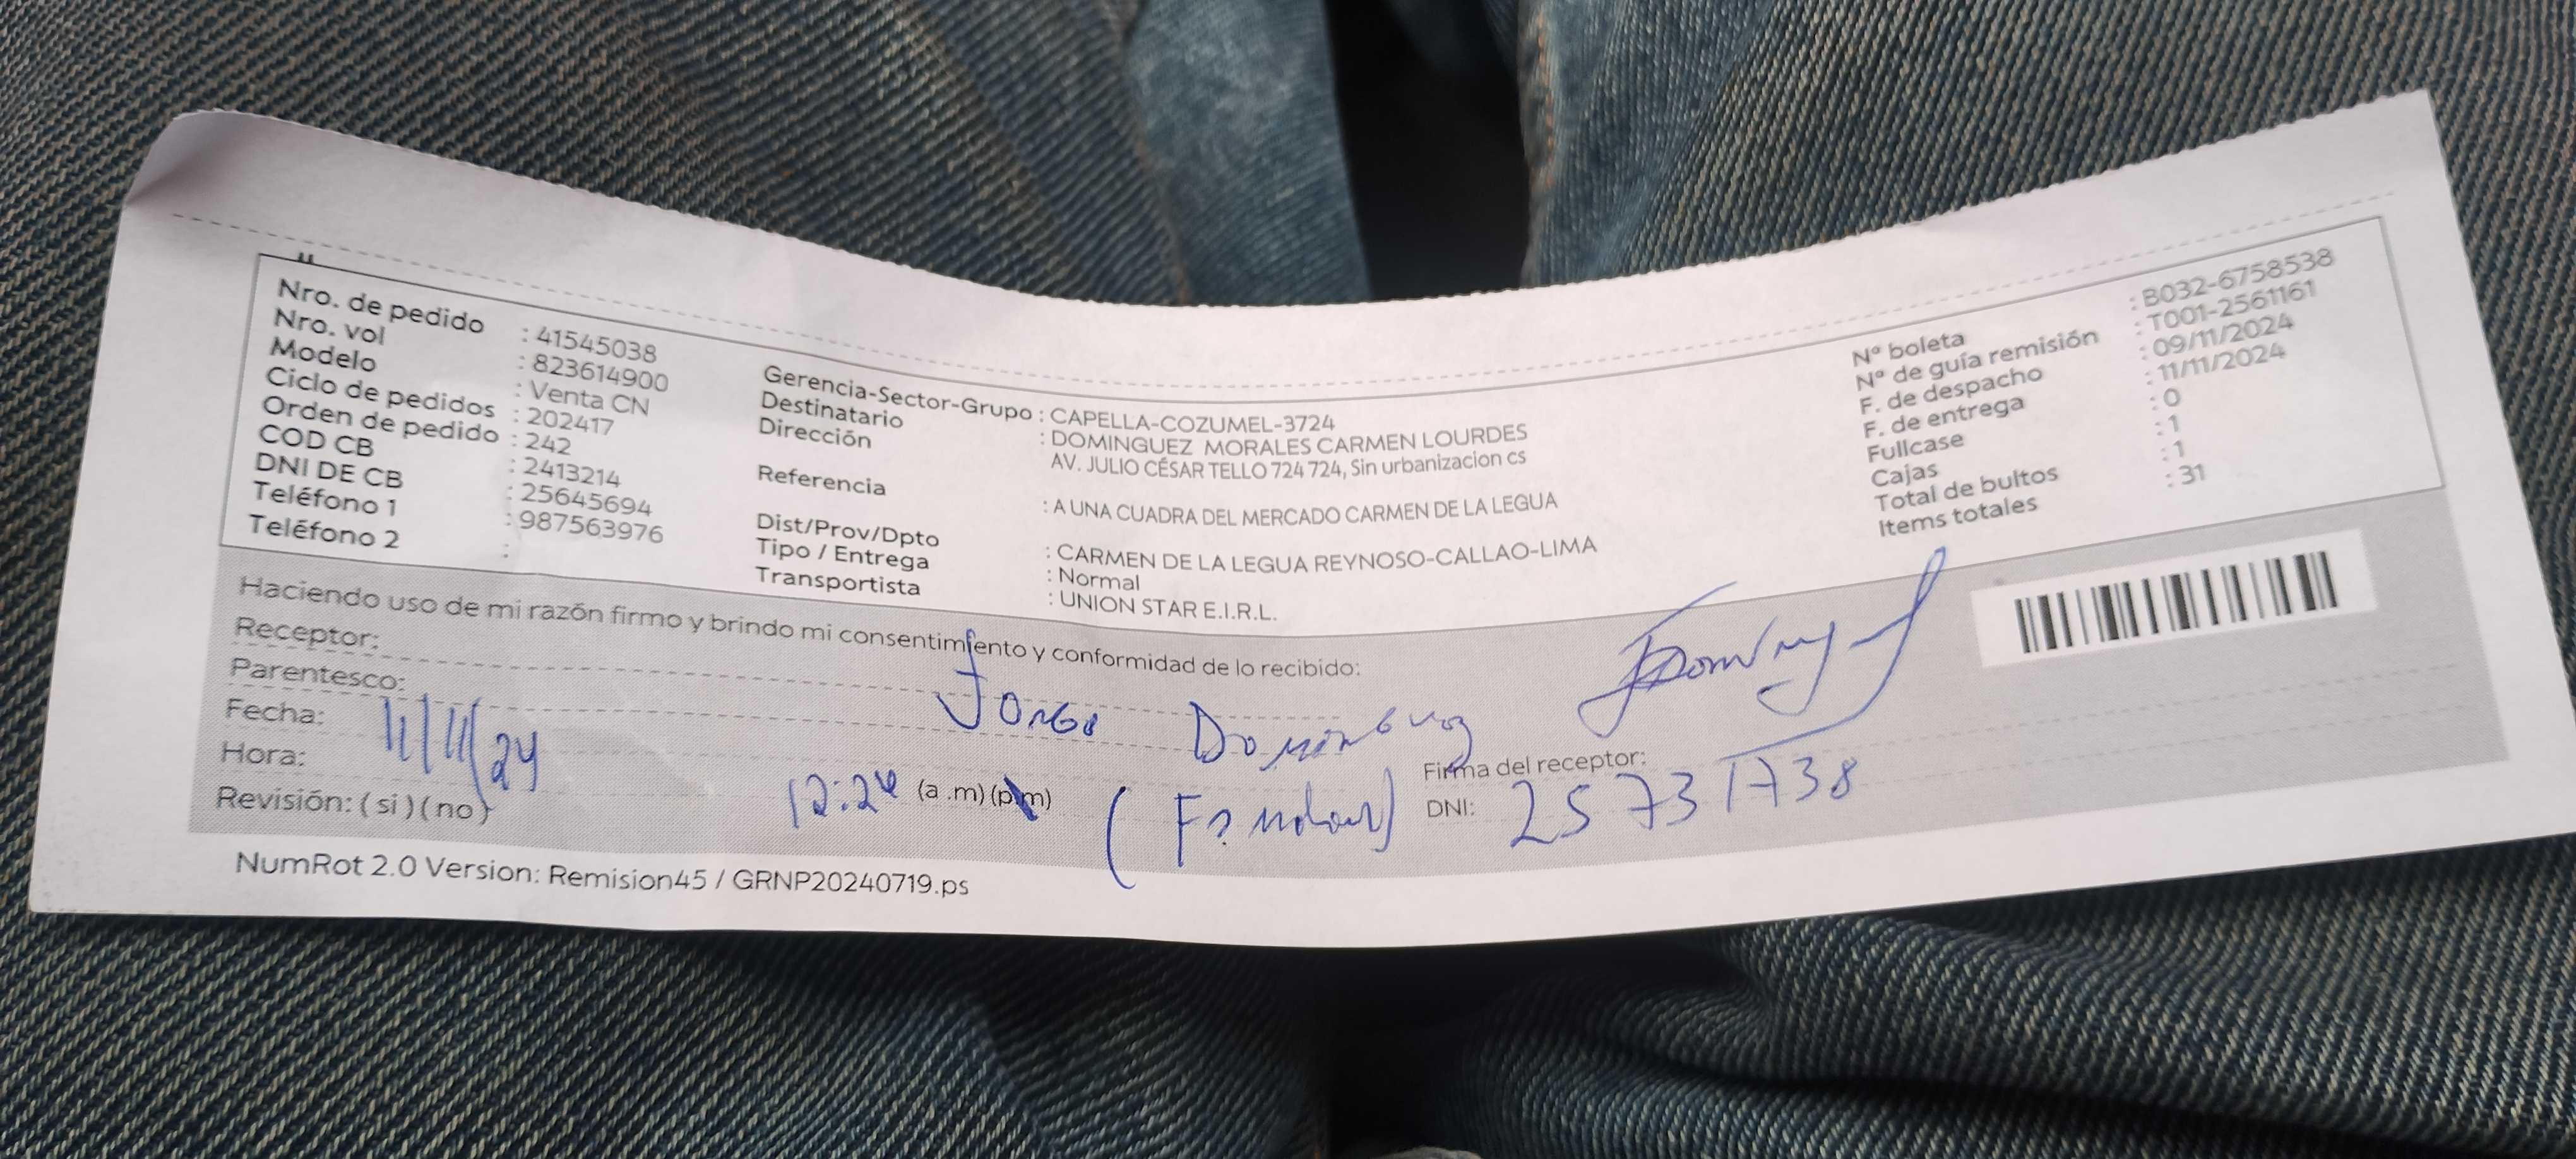 Nro. de pedido : 41545038
Nro. vol : 823614900
Modelo : Venta CN
Ciclo de pedidos : 202417
Orden de pedido : 242
COD CB : 2413214
DNI DE CB : 25645694
Teléfono 1 : 987563976
Teléfono 2 :
Gerencia-Sector-Grupo : CAPELLA-COZUMEL-3724
Destinatario : DOMINGUEZ MORALES CARMEN LOURDES
Dirección AV. JULIO CÉSAR TELLO 724 724, Sin urbanizacion cs
Referencia : A UNA CUADRA DEL MERCADO CARMEN DE LA LEGUA
Dist/Prov/Dpto : CARMEN DE LA LEGUA REYNOSO-CALLAO-LIMA
Tipo / Entrega : Normal
Transportista : UNION STAR E.I.R.L.
N° boleta : B032-6758538
N° de guía remisión : T001-2561161
F. de despacho : 09/11/2024
F. de entrega : 11/11/2024
Fullcase : 0
Cajas : 1
Total de bultos : 1
Items totales : 31
Haciendo uso de mi razón firmo y brindo mi consentimiento y conformidad de lo recibido:
Receptor: Jorge Dominguez
Parentesco:
Fecha: 11/11/24
Hora: 12:24 (a .m) (p.m)
Revisión: ( si ) ( no )
Firma del receptor:
DNI: 25731738
NumRot 2.0 Version: Remision45 / GRNP20240719.ps